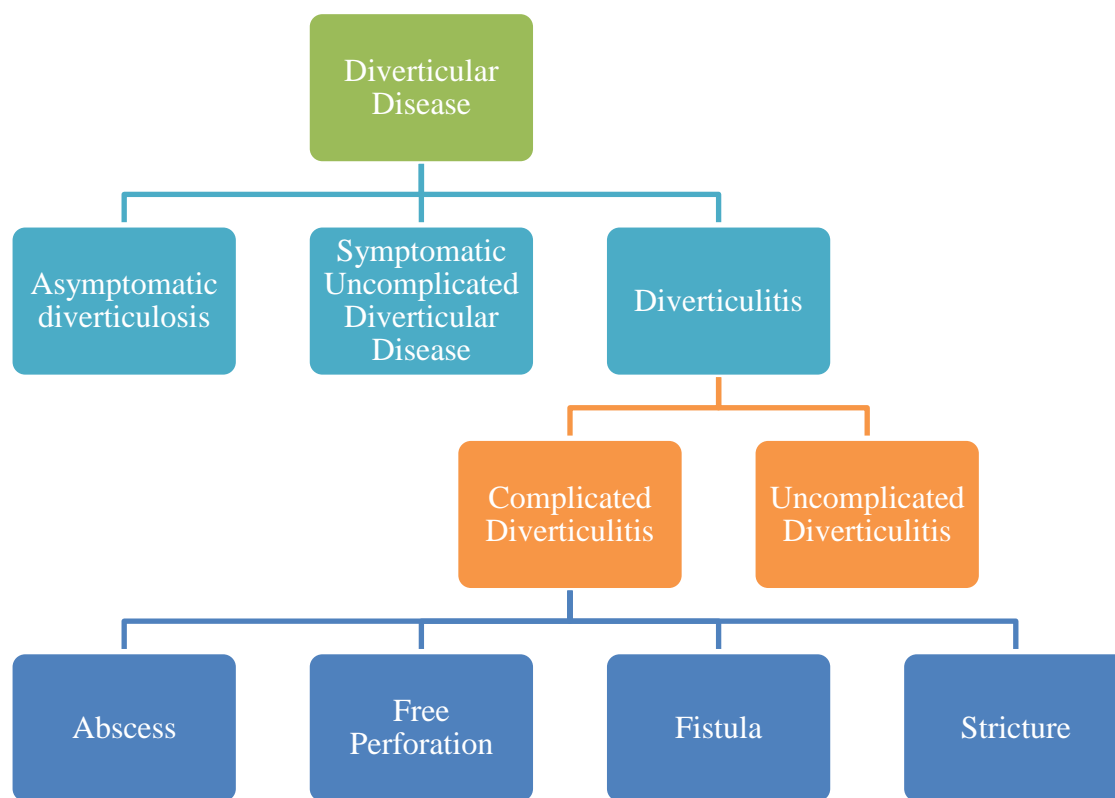 Diverticular
Disease
Asymptomatic
diverticulosis
Symptomatic
Uncomplicated
Diverticular
Disease
Diverticulitis
Complicated
Diverticulitis
Uncomplicated
Diverticulitis
Abscess
Free
Perforation
Fistula
Stricture